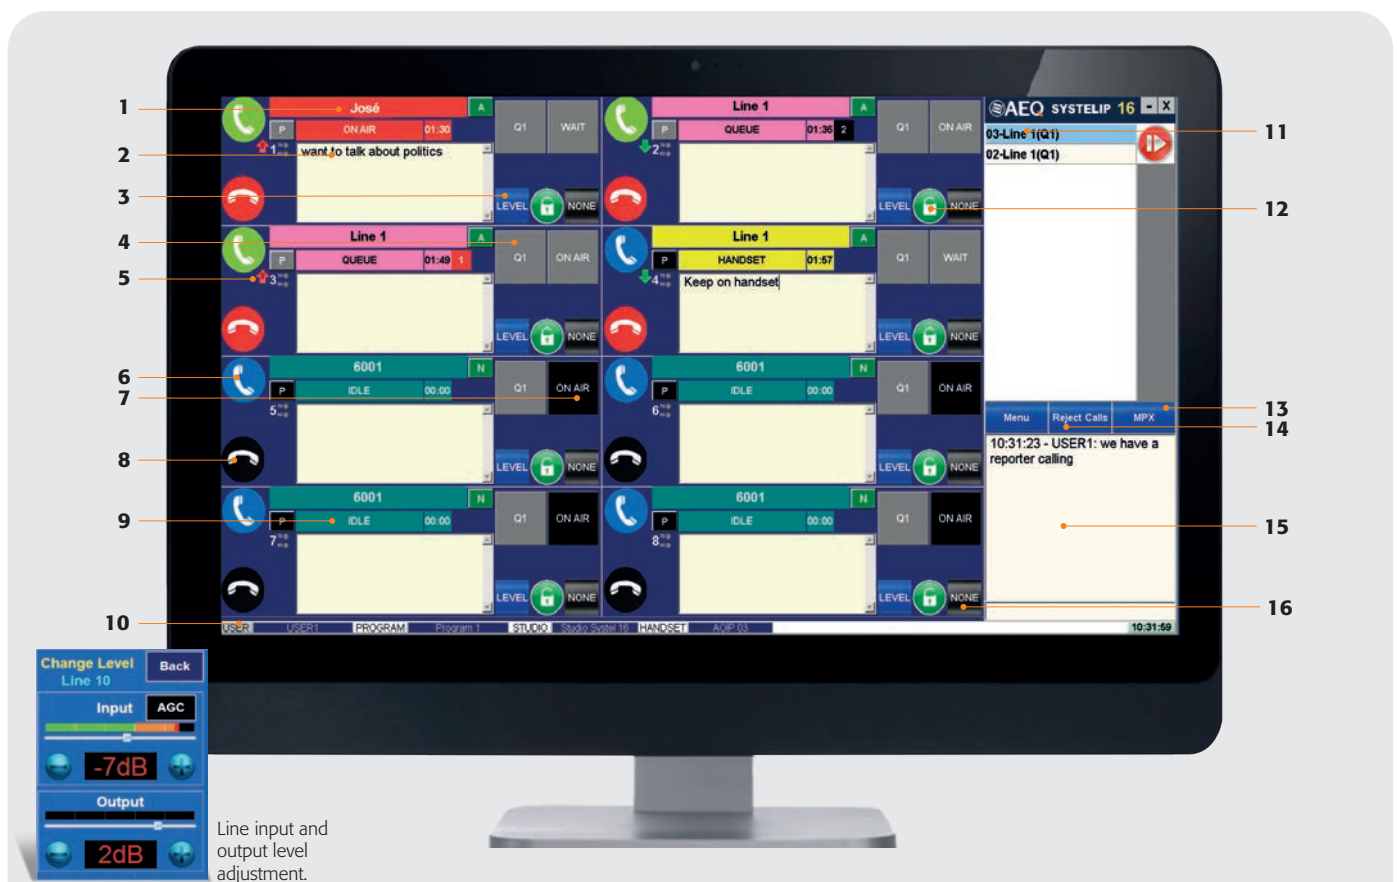 1
2
3
4
5
6
7
8
9
10
José
A
P
ON AIR
01:30
1
want to talk about politics
Q1
WAIT
LEVEL
NONE
Line 1
A
P
QUEUE
01:36
2
2
Q1
ON AIR
LEVEL
NONE
Line 1
A
P
QUEUE
01:49
1
3
Q1
ON AIR
LEVEL
NONE
Line 1
A
P
HANDSET
01:57
4
Keep on handset
Q1
WAIT
LEVEL
NONE
6001
N
P
IDLE
00:00
5
Q1
ON AIR
LEVEL
NONE
6001
N
P
IDLE
00:00
6
Q1
ON AIR
LEVEL
NONE
6001
N
P
IDLE
00:00
7
Q1
ON AIR
LEVEL
NONE
6001
N
P
IDLE
00:00
8
Q1
ON AIR
LEVEL
NONE
AEQ SYSTELIP 16 - X
03-Line 1(Q1)
02-Line 1(Q1)
Menu
Reject Calls
MPX
10:31:23 - USER1: we have a
reporter calling
USER USER1 PROGRAM Program 1 STUDIO Studio Systel 16 HANDSET AOIP 03 10:31:59
11
12
13
14
15
16
Change Level
Line 10
Back
Input
AGC
-7dB
Output
2dB
Line input and
output level
adjustment.